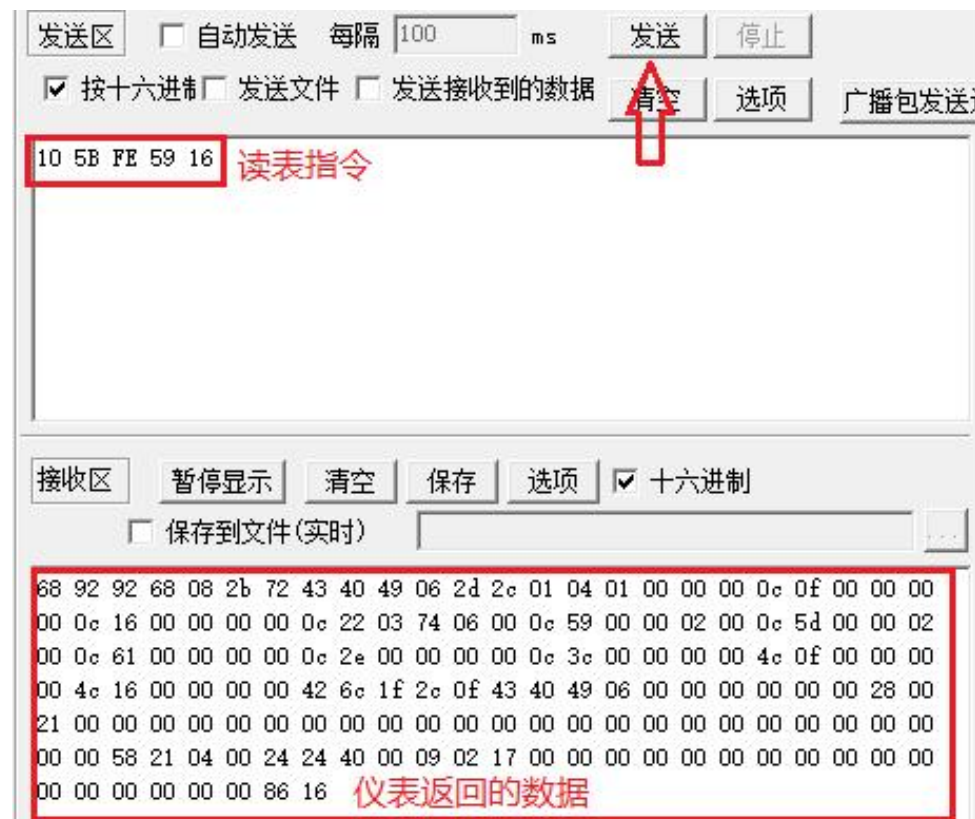 发送区 自动发送 每隔 100 ms 发送 停止
按十六进制 发送文件 发送接收到的数据 清空 选项 广播包发送
10 5B FE 59 16 读表指令
接收区 暂停显示 清空 保存 选项 十六进制
保存到文件(实时) ...
68 92 92 68 08 2b 72 43 40 49 06 2d 2c 01 04 01 00 00 00 0c 0f 00 00 00
00 0c 16 00 00 00 00 0c 22 03 74 06 00 0c 59 00 00 02 00 0c 5d 00 00 02
00 0c 61 00 00 00 00 0c 2e 00 00 00 00 0c 3c 00 00 00 00 4c 0f 00 00 00
00 4c 16 00 00 00 00 42 6c 1f 2c 0f 43 40 49 06 00 00 00 00 00 00 28 00
21 00 00 00 00 00 00 00 00 00 00 00 00 00 00 00 00 00 00 00 00 00 00 00
00 00 58 21 04 00 24 24 40 00 09 02 17 00 00 00 00 00 00 00 00 00 00 00
00 00 00 00 00 00 86 16 仪表返回的数据